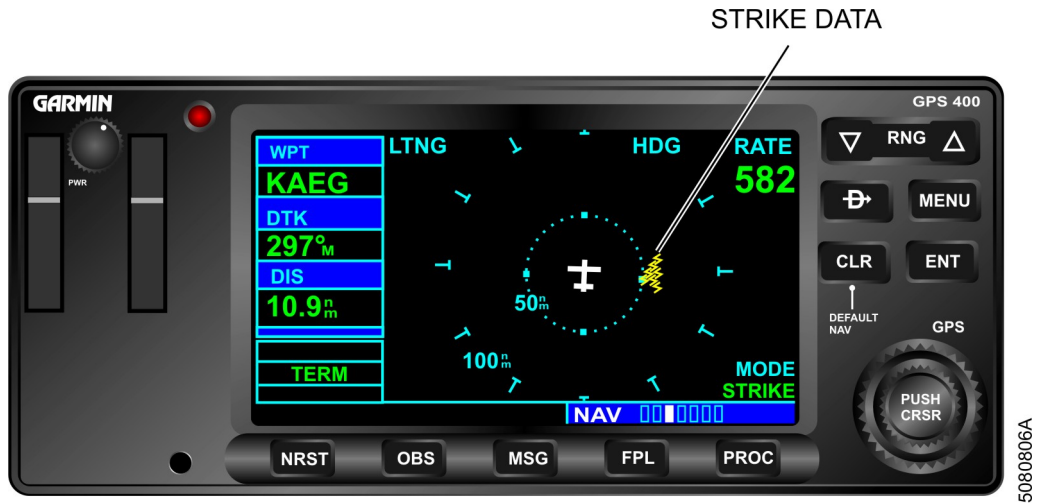 STRIKE DATA
GARMIN
GPS 400
PWR
WPT
KAEG
DTK
297°M
DIS
10.9nm
TERM
LTNG
HDG
RATE
582
50nm
100nm
MODE
STRIKE
NAV
RNG
MENU
CLR
ENT
DEFAULT
NAV
GPS
PUSH
CRSR
NRST
OBS
MSG
FPL
PROC
5080806A